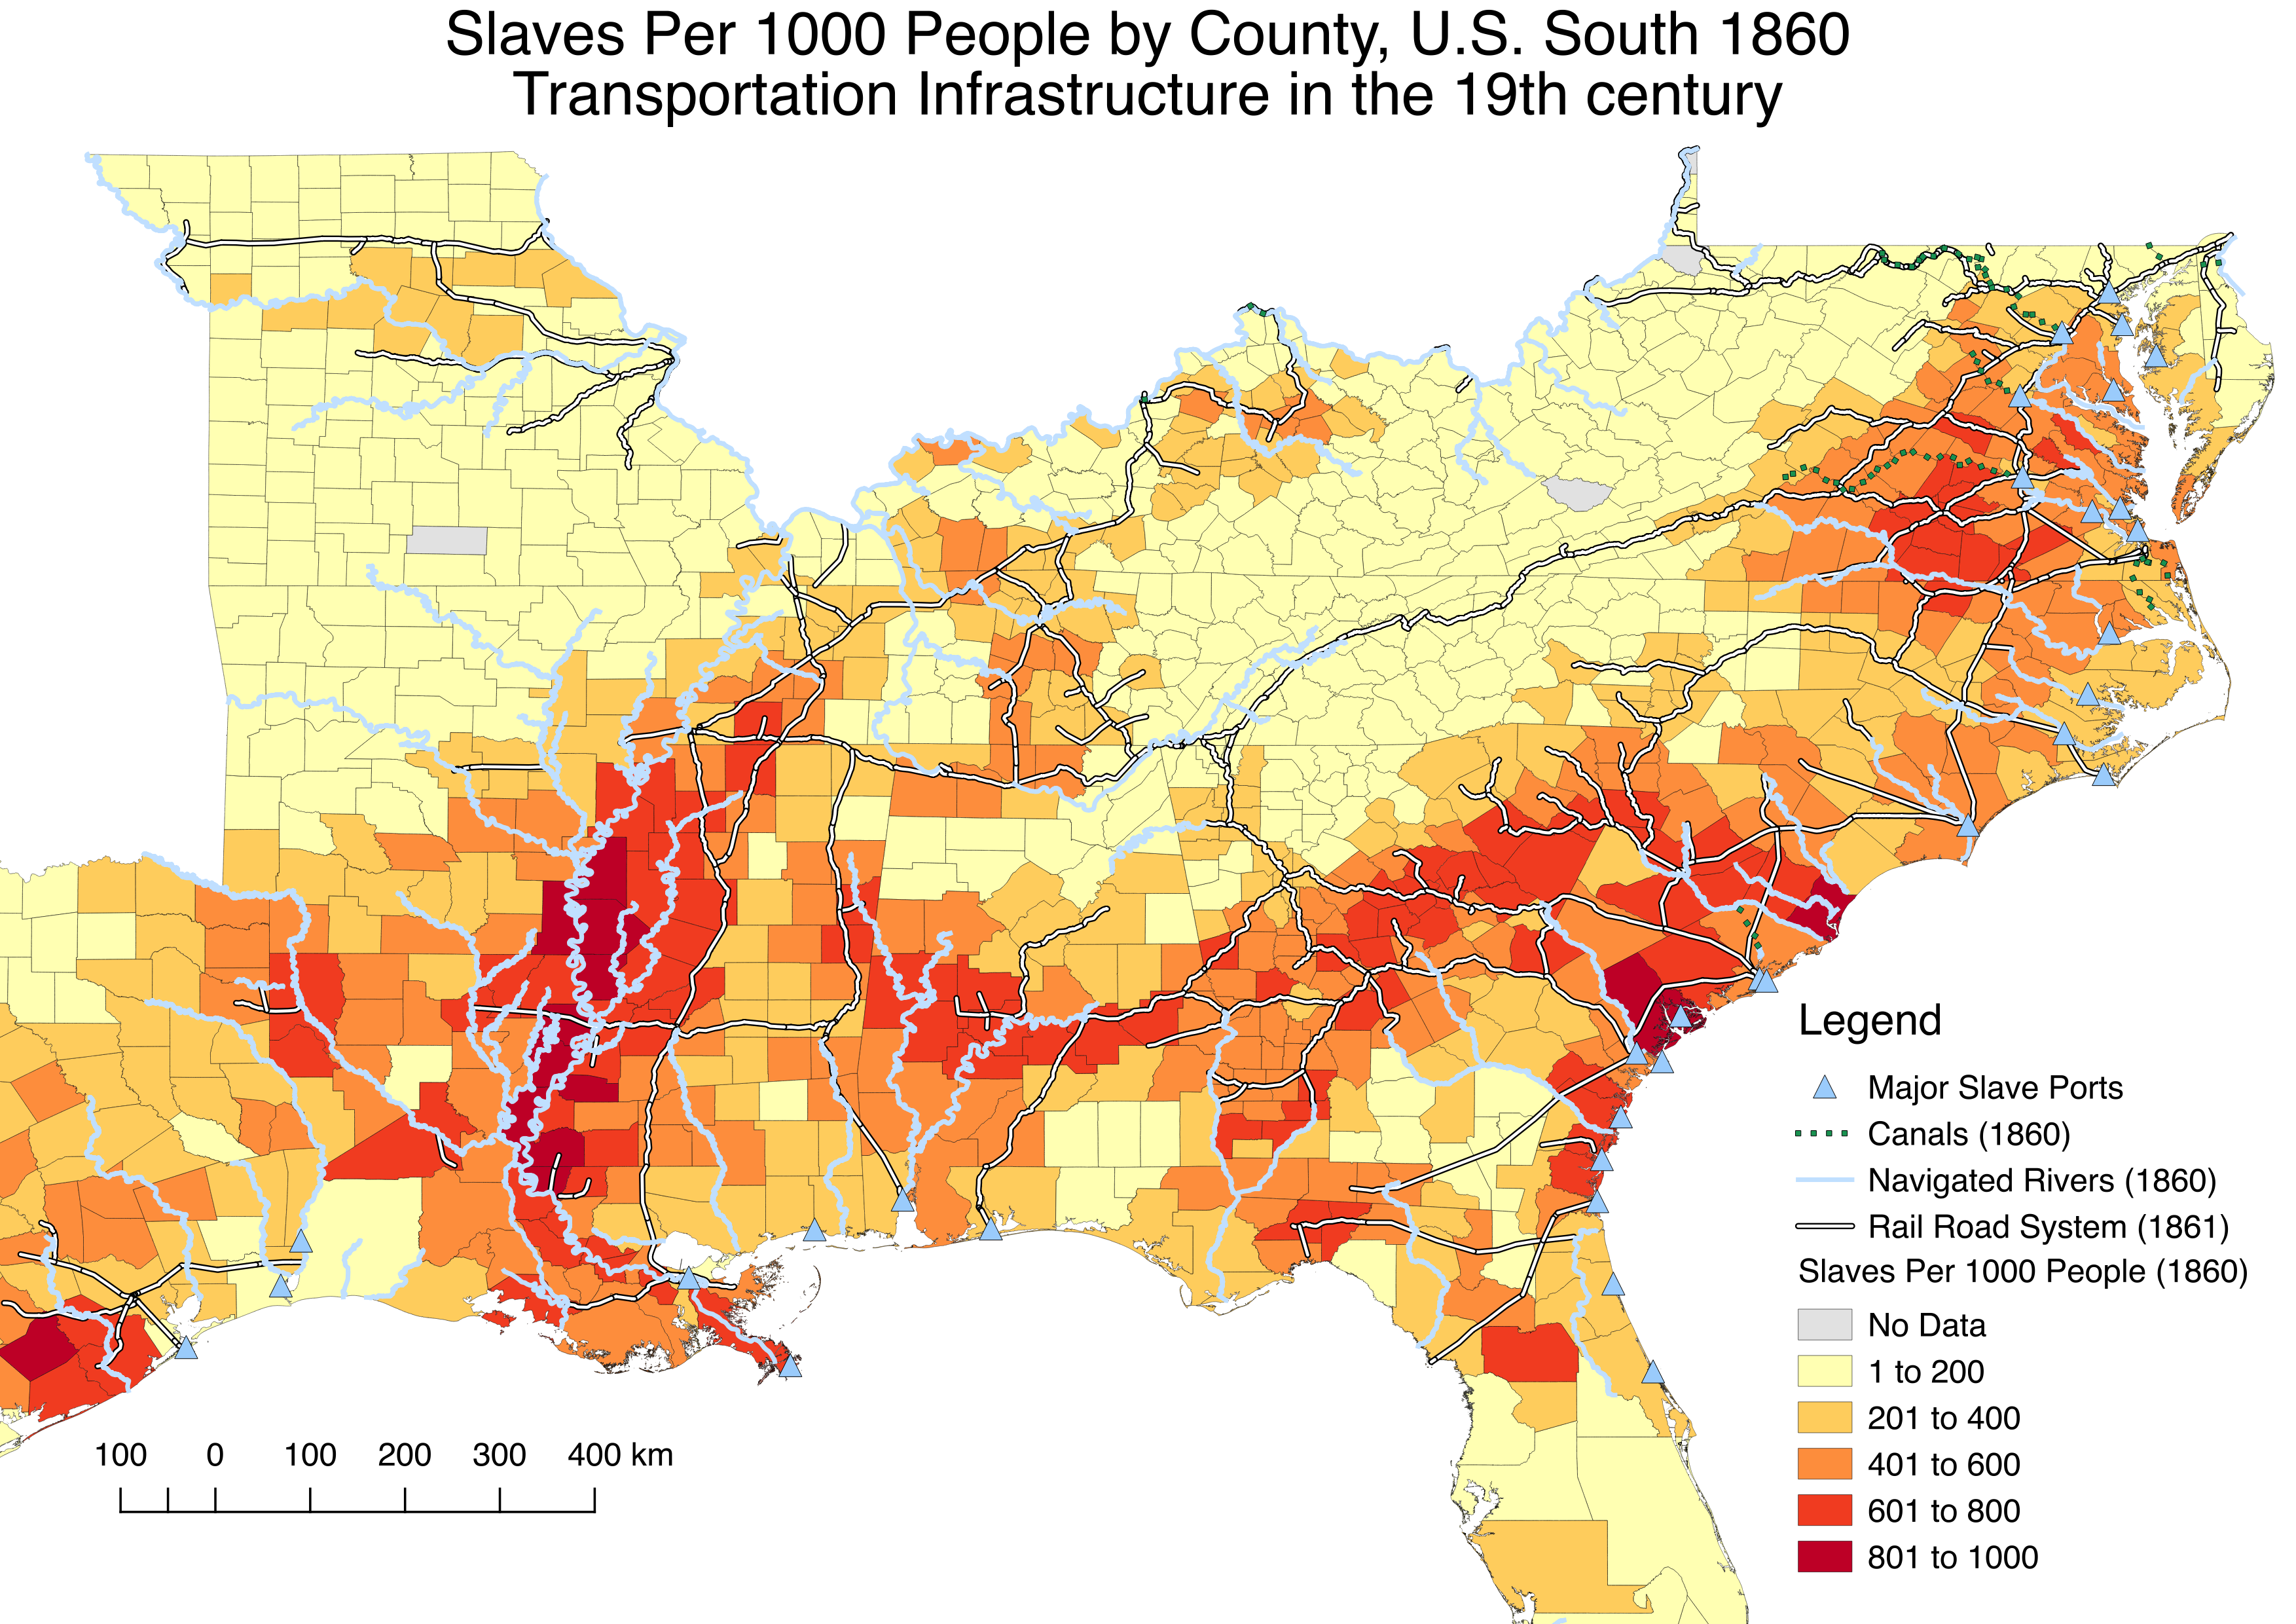 Slaves Per 1000 People by County, U.S. South 1860
Transportation Infrastructure in the 19th century
Legend
Major Slave Ports
Canals (1860)
Navigated Rivers (1860)
Rail Road System (1861)
Slaves Per 1000 People (1860)
No Data
1 to 200
201 to 400
401 to 600
601 to 800
801 to 1000
100 0 100 200 300 400 km